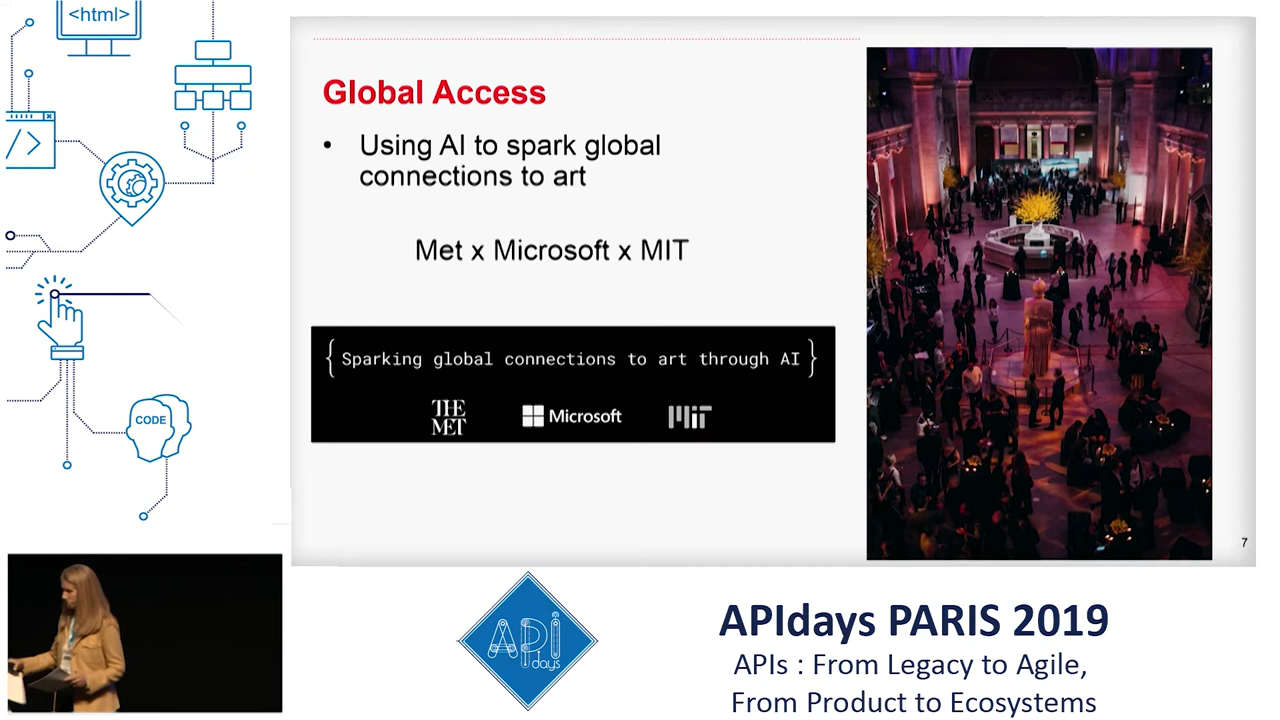 <html>
</>
CODE
Global Access
• Using AI to spark global
connections to art
Met x Microsoft x MIT
{Sparking global connections to art through AI}
THE
MET
Microsoft
MIT
7
API
days
APIdays PARIS 2019
APIs : From Legacy to Agile,
From Product to Ecosystems